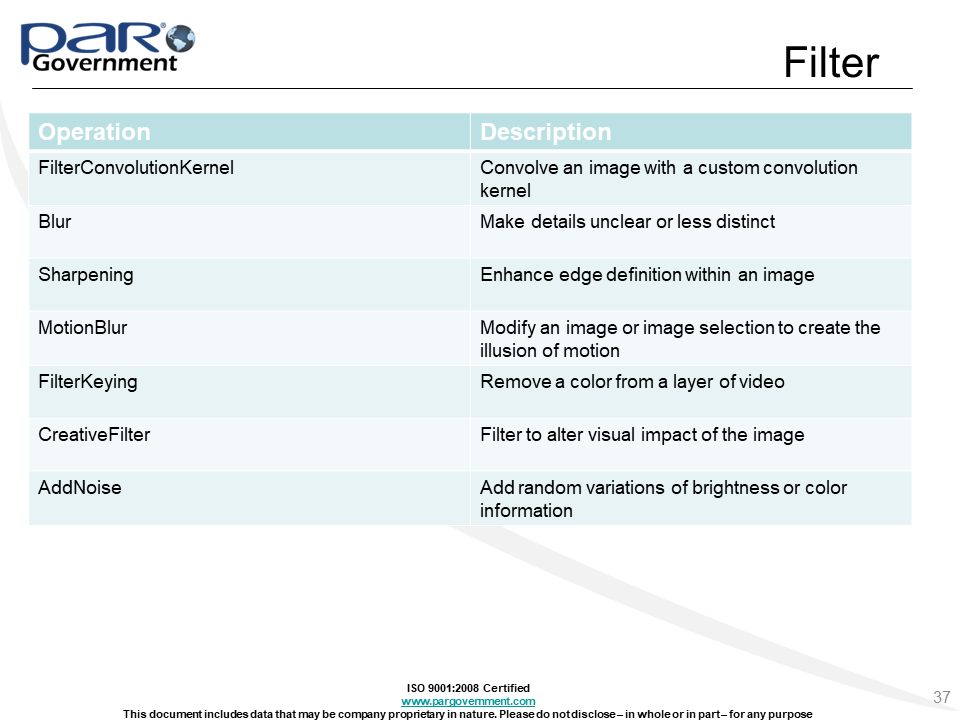 PAR
Government
Filter
Operation Description
FilterConvolutionKernel Convolve an image with a custom convolution
kernel
Blur Make details unclear or less distinct
Sharpening Enhance edge definition within an image
MotionBlur Modify an image or image selection to create the
illusion of motion
FilterKeying Remove a color from a layer of video
CreativeFilter Filter to alter visual impact of the image
AddNoise Add random variations of brightness or color
information
ISO 9001:2008 Certified
www.pargovernment.com
This document includes data that may be company proprietary in nature. Please do not disclose – in whole or in part – for any purpose
37